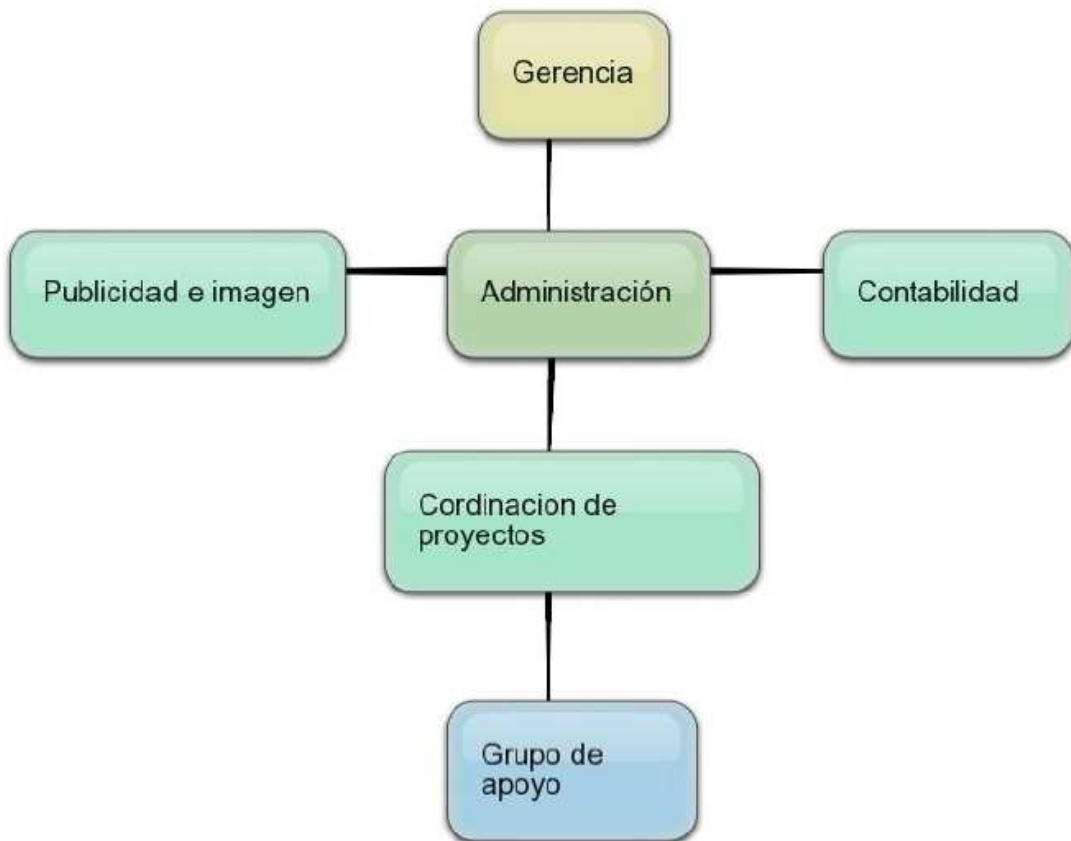 Gerencia
Publicidad e imagen
Administración
Contabilidad
Cordinacion de
proyectos
Grupo de
apoyo